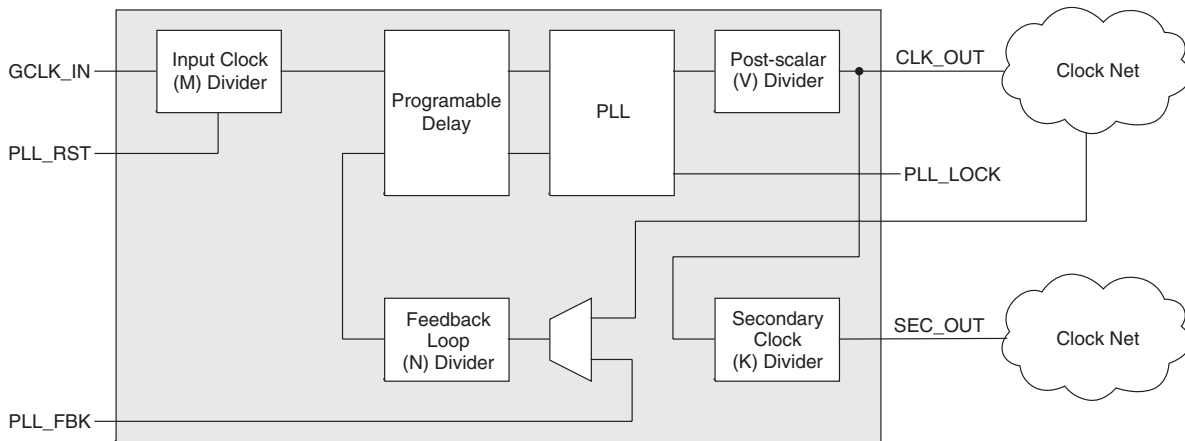 GCLK_IN
PLL_RST
Input Clock
(M) Divider
Programable
Delay
PLL
Post-scalar
(V) Divider
CLK_OUT
Clock Net
PLL_LOCK
Feedback
Loop
(N) Divider
Secondary
Clock
(K) Divider
SEC_OUT
Clock Net
PLL_FBK